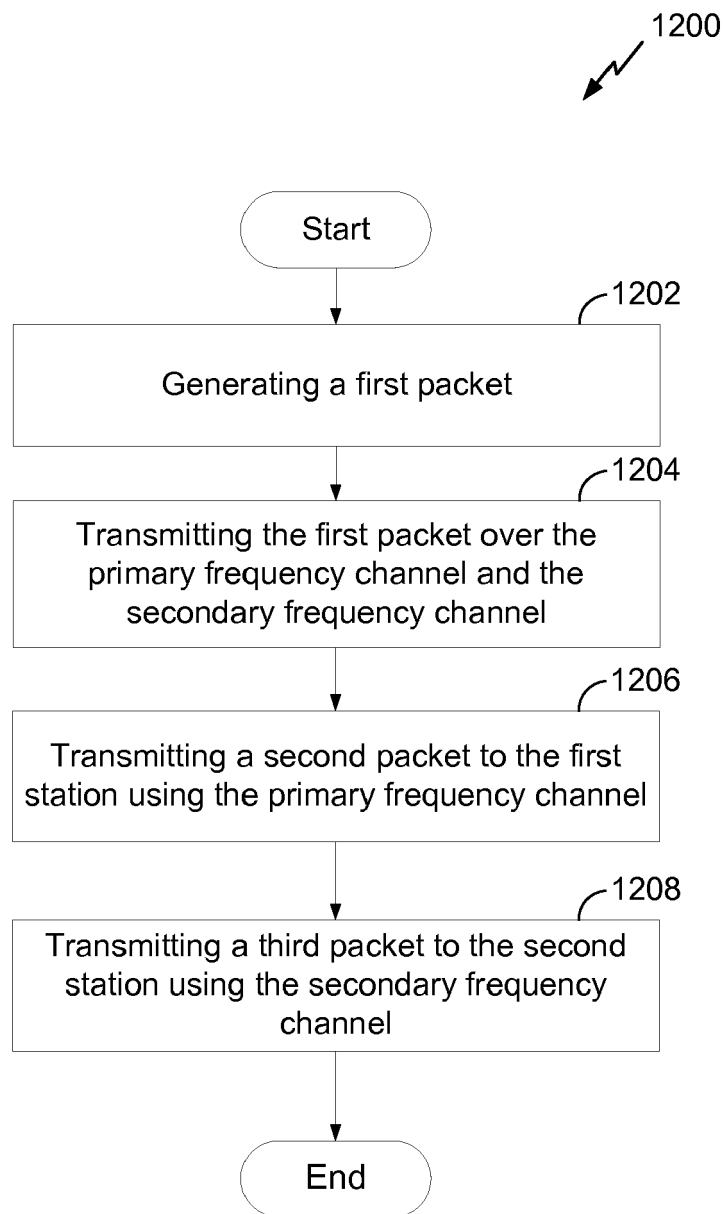 1200
Start
1202
Generating a first packet
1204
Transmitting the first packet over the
primary frequency channel and the
secondary frequency channel
1206
Transmitting a second packet to the first
station using the primary frequency channel
1208
Transmitting a third packet to the second
station using the secondary frequency
channel
End